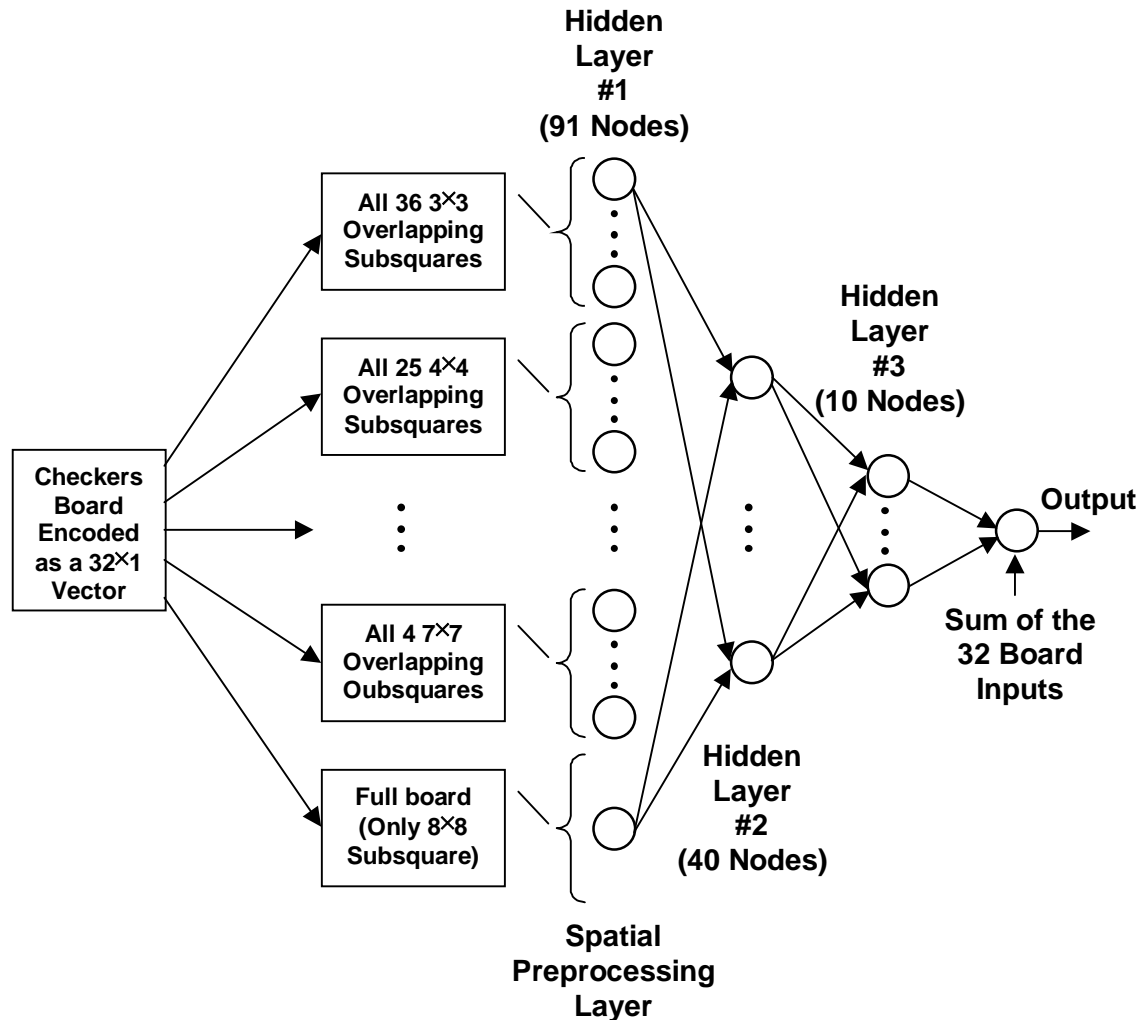 Hidden
Layer
#1
(91 Nodes)
All 36 3×3
Overlapping
Subsquares
All 25 4×4
Overlapping
Subsquares
Hidden
Layer
#3
(10 Nodes)
Checkers
Board
Encoded
as a 32×1
Vector
Output
All 4 7×7
Overlapping
Oubsquares
Sum of the
32 Board
Inputs
Full board
(Only 8×8
Subsquare)
Hidden
Layer
#2
(40 Nodes)
Spatial
Preprocessing
Layer